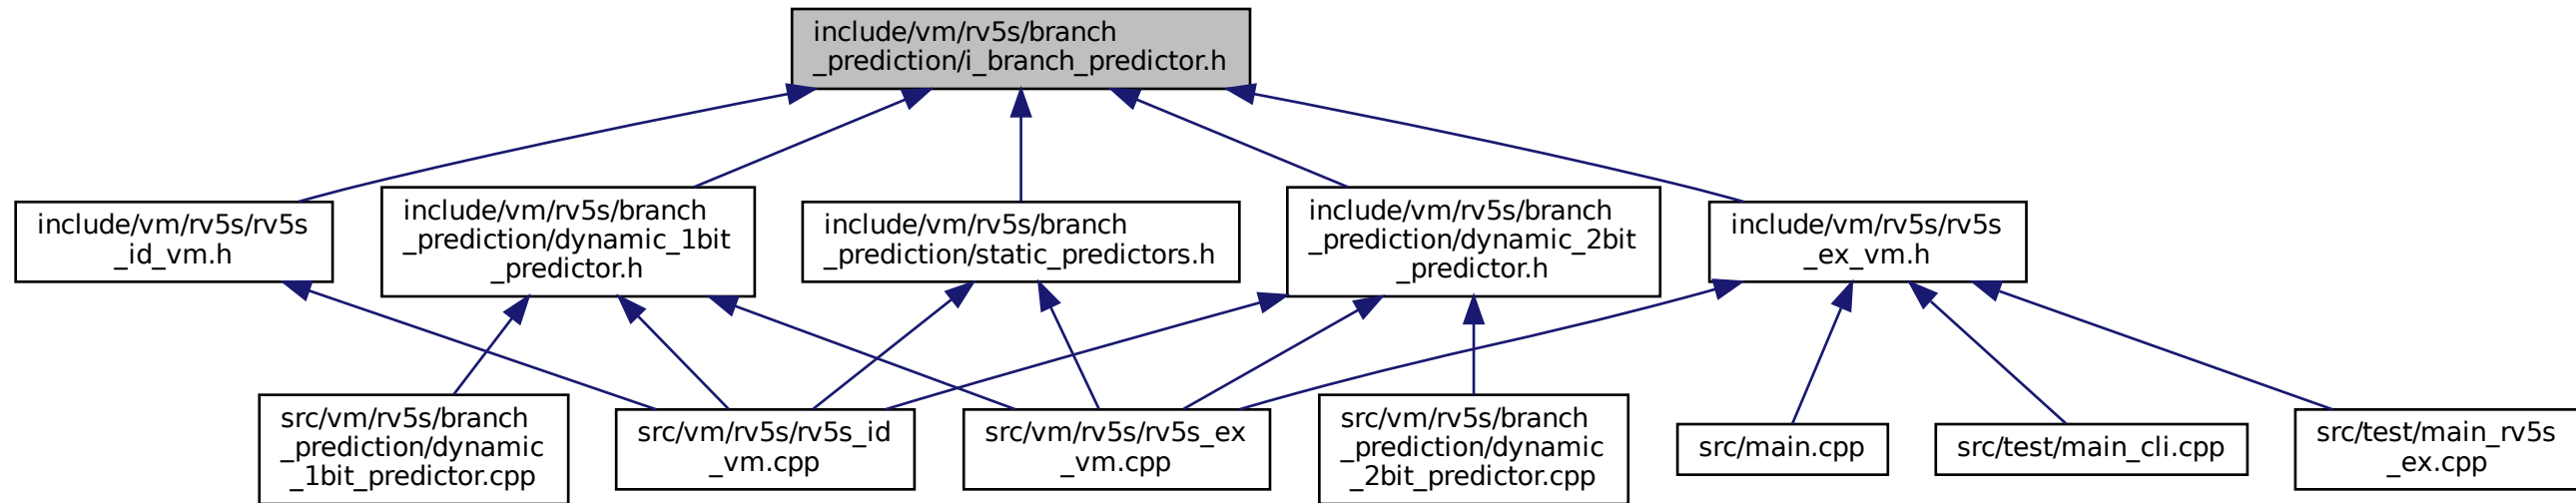 include/vm/rv5s/branch
_prediction/i_branch_predictor.h
include/vm/rv5s/rv5s
_id_vm.h
include/vm/rv5s/branch
_prediction/dynamic_1bit
_predictor.h
include/vm/rv5s/branch
_prediction/static_predictors.h
include/vm/rv5s/branch
_prediction/dynamic_2bit
_predictor.h
include/vm/rv5s/rv5s
_ex_vm.h
src/vm/rv5s/branch
_prediction/dynamic
_1bit_predictor.cpp
src/vm/rv5s/rv5s_id
_vm.cpp
src/vm/rv5s/rv5s_ex
_vm.cpp
src/vm/rv5s/branch
_prediction/dynamic
_2bit_predictor.cpp
src/main.cpp
src/test/main_cli.cpp
src/test/main_rv5s
_ex.cpp